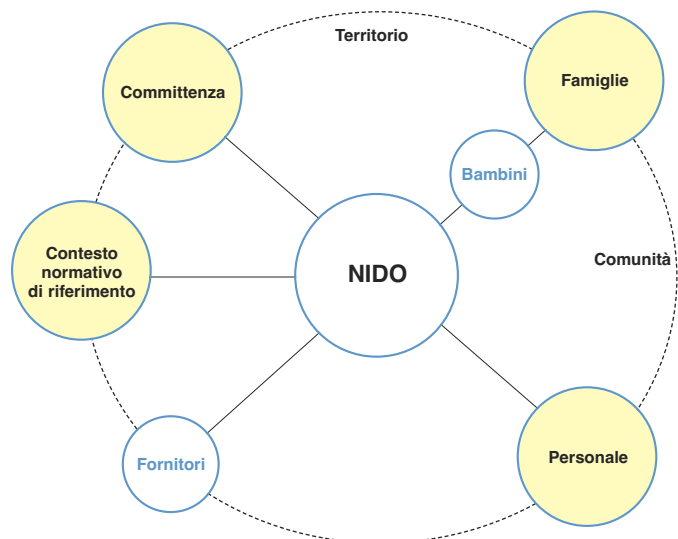 Territorio
Famiglie
Committenza
Bambini
Contesto
normativo
di riferimento
NIDO
Comunità
Fornitori
Personale